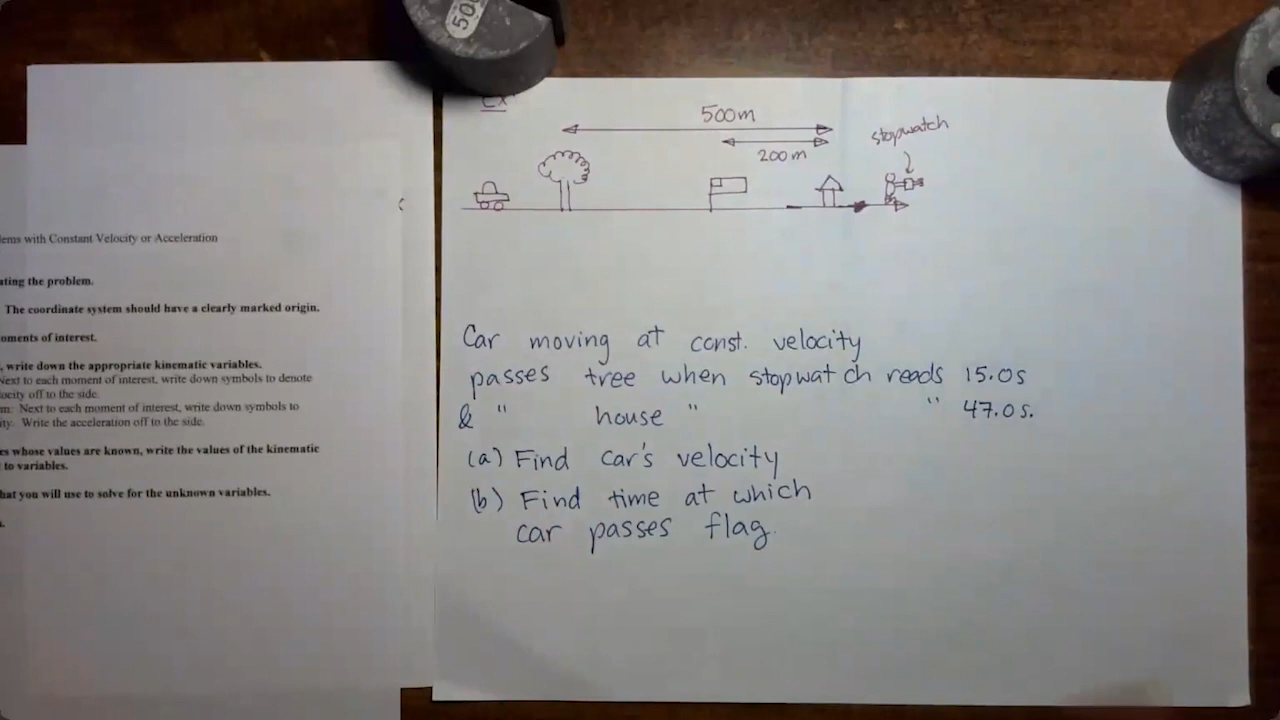 50
Ex
500m
200m
stopwatch
lems with Constant Velocity or Acceleration
ating the problem.
The coordinate system should have a clearly marked origin.
oments of interest.
, write down the appropriate kinematic variables.
Next to each moment of interest, write down symbols to denote
locity off to the side.
m: Next to each moment of interest, write down symbols to
ity. Write the acceleration off to the side.
es whose values are known, write the values of the kinematic
to variables.
hat you will use to solve for the unknown variables.
Car moving at const. velocity
passes tree when stopwatch reads 15.0s
& " house " " 47.0s.
(a) Find car's velocity
(b) Find time at which
car passes flag.